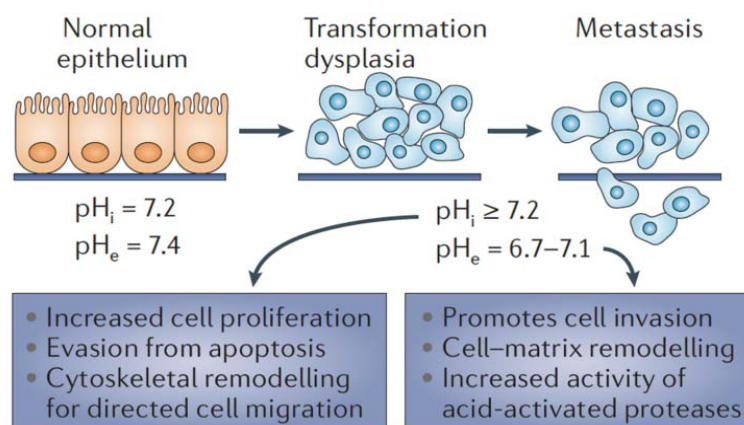 Normal
epithelium
Transformation
dysplasia
Metastasis
pHᵢ = 7.2
pHₑ = 7.4
pHᵢ ≥ 7.2
pHₑ = 6.7–7.1
• Increased cell proliferation
• Evasion from apoptosis
• Cytoskeletal remodelling
for directed cell migration
• Promotes cell invasion
• Cell–matrix remodelling
• Increased activity of
acid-activated proteases